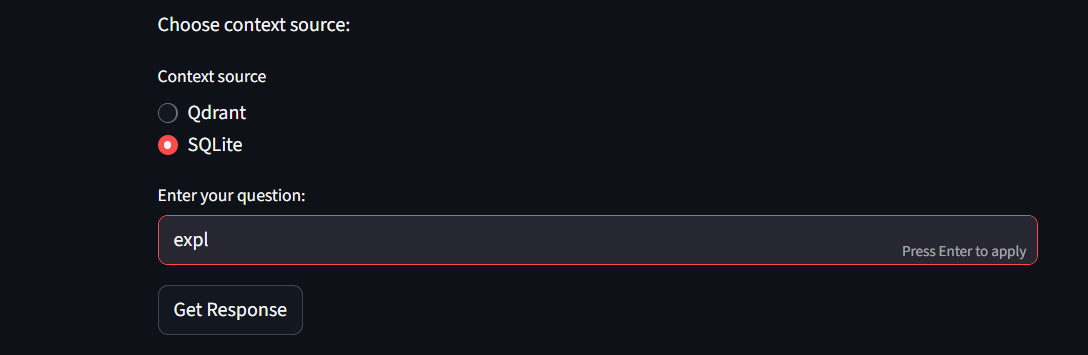 Choose context source:
Context source
Qdrant
SQLite
Enter your question:
expl
Press Enter to apply
Get Response